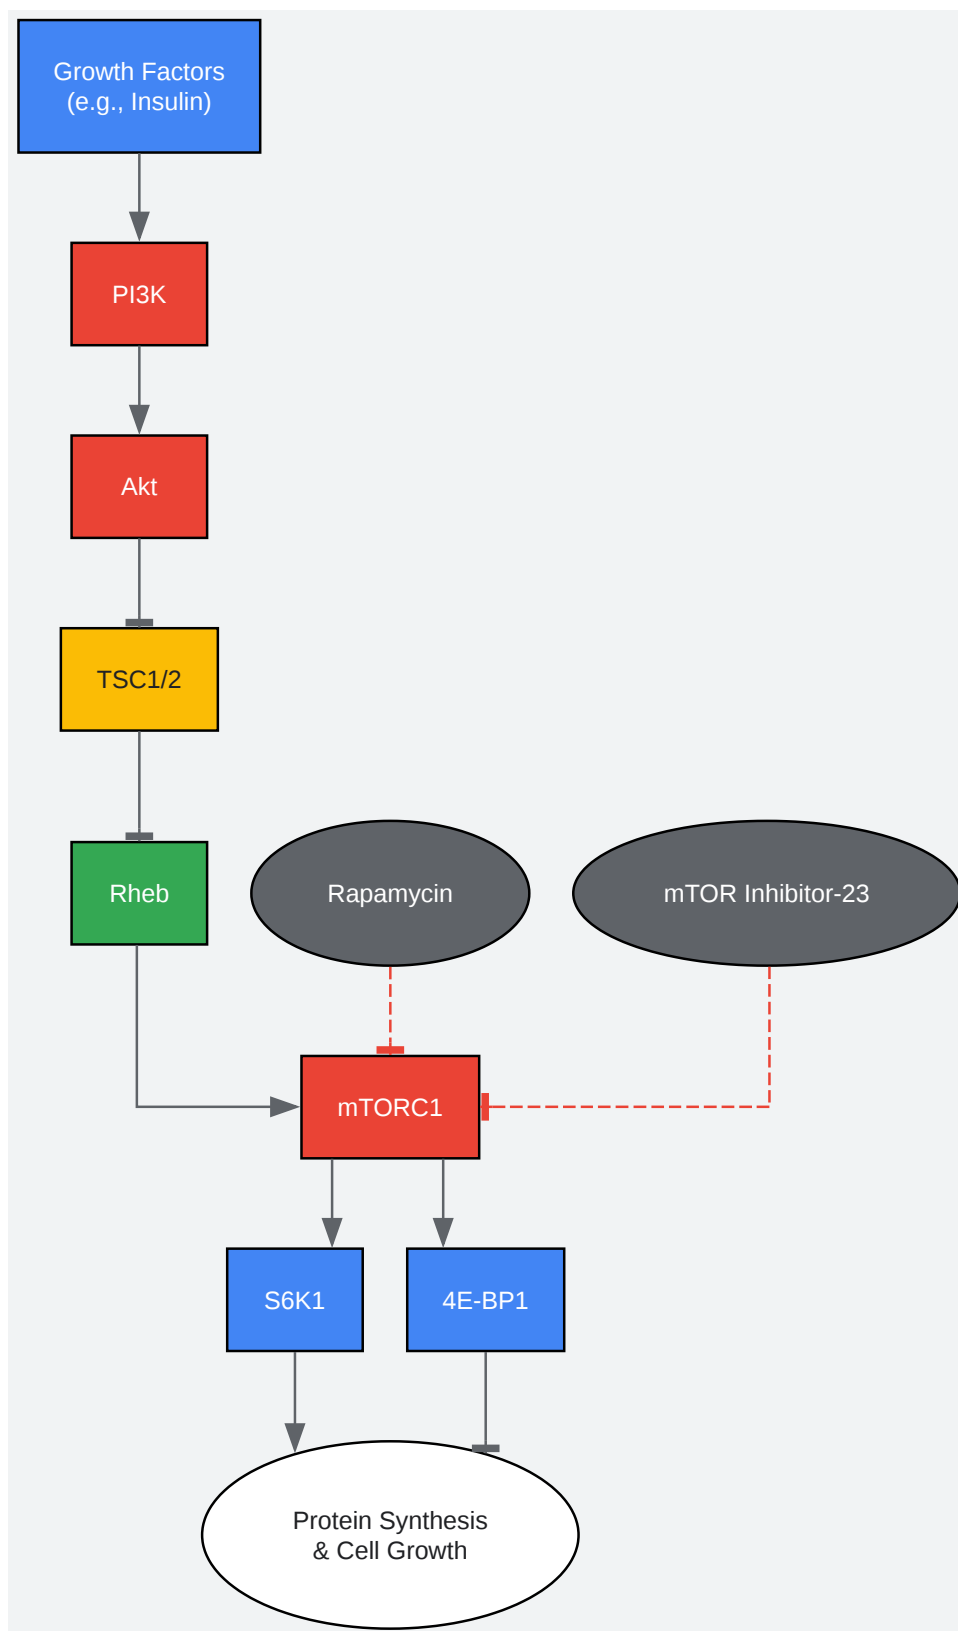 Growth Factors
(e.g., Insulin)
PI3K
Akt
TSC1/2
Rheb
Rapamycin
mTOR Inhibitor-23
mTORC1
S6K1
4E-BP1
Protein Synthesis
& Cell Growth